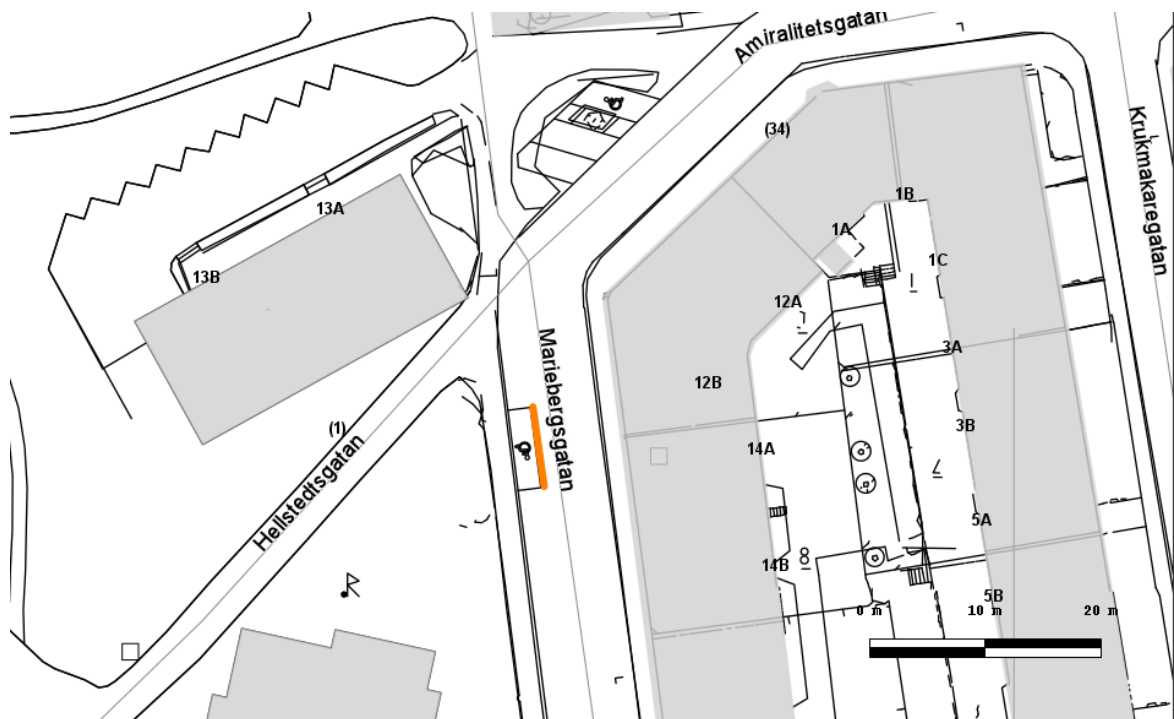 Amiralitetsgatan
(34)
Krukmakaregatan
1B
13A
1A
1C
13B
12A
Mariebergsgatan
3A
12B
(1)
3B
14A
Hellstedtsgatan
5A
14B
5B
0 m 10 m 20 m